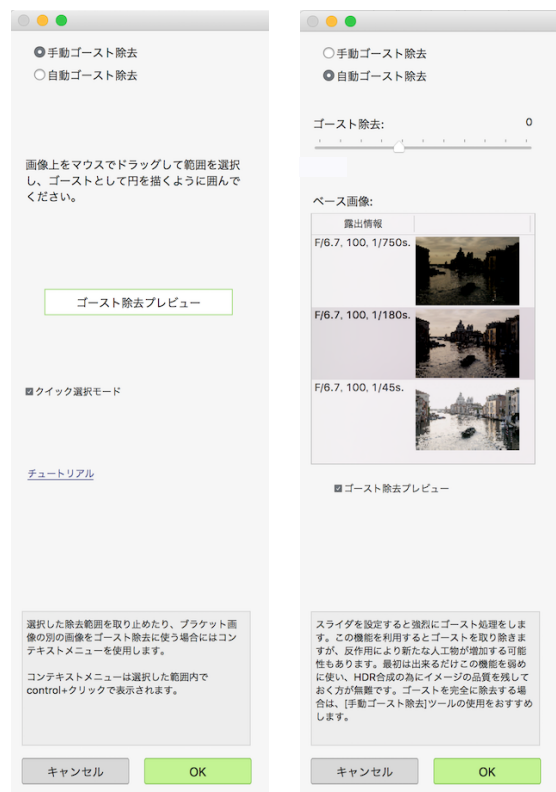 手動ゴースト除去
自動ゴースト除去
画像上をマウスでドラッグして範囲を選択
し、ゴーストとして円を描くように囲んで
ください。
ゴースト除去プレビュー
クイック選択モード
チュートリアル
選択した除去範囲を取り止めたり、ブラケット画
像の別の画像をゴースト除去に使う場合にはコン
テキストメニューを使用します。
コンテキストメニューは選択した範囲内で
control+クリックで表示されます。
キャンセル
OK
手動ゴースト除去
自動ゴースト除去
ゴースト除去: 0
ベース画像:
露出情報
F/6.7, 100, 1/750s.
F/6.7, 100, 1/180s.
F/6.7, 100, 1/45s.
ゴースト除去プレビュー
スライダを設定すると強烈にゴースト処理をしま
す。この機能を利用するとゴーストを取り除きま
すが、反作用により新たな人工物が増加する可能
性もあります。最初は出来るだけこの機能を弱め
に使い、HDR合成の為にイメージの品質を残して
おく方が無難です。ゴーストを完全に除去する場
合は、[手動ゴースト除去]ツールの使用をおすすめ
します。
キャンセル
OK